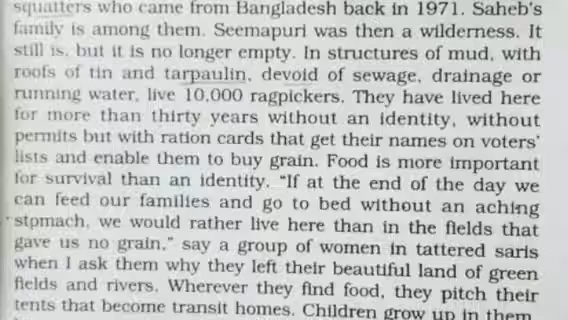 squatters who came from Bangladesh back in 1971. Saheb's
family is among them. Seemapuri was then a wilderness. It
still is, but it is no longer empty. In structures of mud, with
roofs of tin and tarpaulin, devoid of sewage, drainage or
running water, live 10,000 ragpickers. They have lived here
for more than thirty years without an identity, without
permits but with ration cards that get their names on voters'
lists and enable them to buy grain. Food is more important
for survival than an identity. “If at the end of the day we
can feed our families and go to bed without an aching
stomach, we would rather live here than in the fields that
gave us no grain,” say a group of women in tattered saris
when I ask them why they left their beautiful land of green
fields and rivers. Wherever they find food, they pitch their
tents that become transit homes. Children grow up in them,